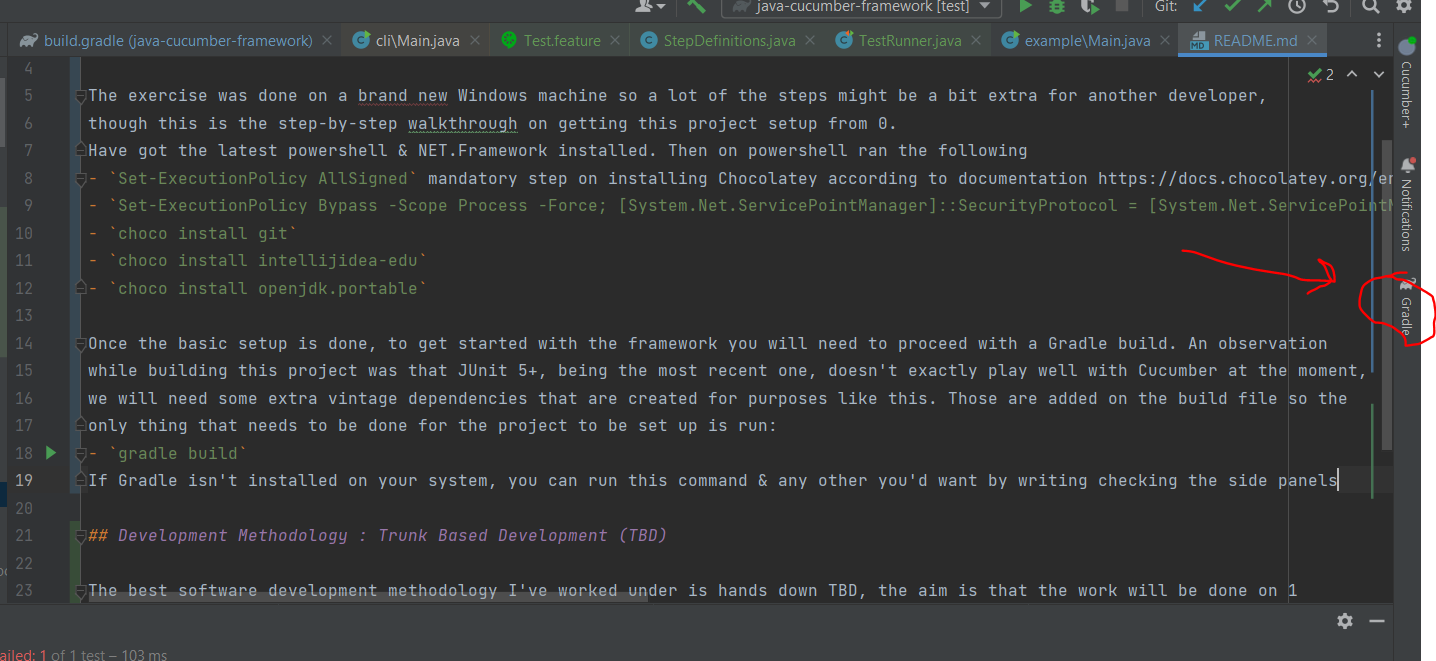 java-cucumber-framework [test]
Git:
build.gradle (java-cucumber-framework)
cli\Main.java
Test.feature
StepDefinitions.java
TestRunner.java
example\Main.java
README.md
2
4
5 The exercise was done on a brand new Windows machine so a lot of the steps might be a bit extra for another developer,
6 though this is the step-by-step walkthrough on getting this project setup from 0.
7 Have got the latest powershell & NET.Framework installed. Then on powershell ran the following
8 - `Set-ExecutionPolicy AllSigned` mandatory step on installing Chocolatey according to documentation https://docs.chocolatey.org/en
9 - `Set-ExecutionPolicy Bypass -Scope Process -Force; [System.Net.ServicePointManager]::SecurityProtocol = [System.Net.ServicePointM
10 - `choco install git`
11 - `choco install intellijidea-edu`
12 - `choco install openjdk.portable`
13
14 Once the basic setup is done, to get started with the framework you will need to proceed with a Gradle build. An observation
15 while building this project was that JUnit 5+, being the most recent one, doesn't exactly play well with Cucumber at the moment,
16 we will need some extra vintage dependencies that are created for purposes like this. Those are added on the build file so the
17 only thing that needs to be done for the project to be set up is run:
18 - `gradle build`
19 If Gradle isn't installed on your system, you can run this command & any other you'd want by writing checking the side panels
20
21 ## Development Methodology : Trunk Based Development (TBD)
22
23 The best software development methodology I've worked under is hands down TBD, the aim is that the work will be done on 1
Cucumber+
Notifications
Gradle
ailed: 1 of 1 test – 103 ms